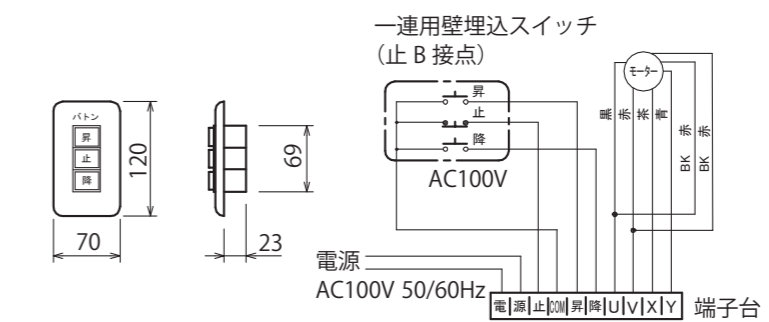 一連用壁埋込スイッチ
(止 B 接点)
モーター
昇
止
降
AC100V
黒
赤
茶
青
BK 赤
BK 赤
バトン
昇
止
降
120
70
69
23
電源
AC100V 50/60Hz
電 源 止 COM 昇 降 U V X Y
端子台